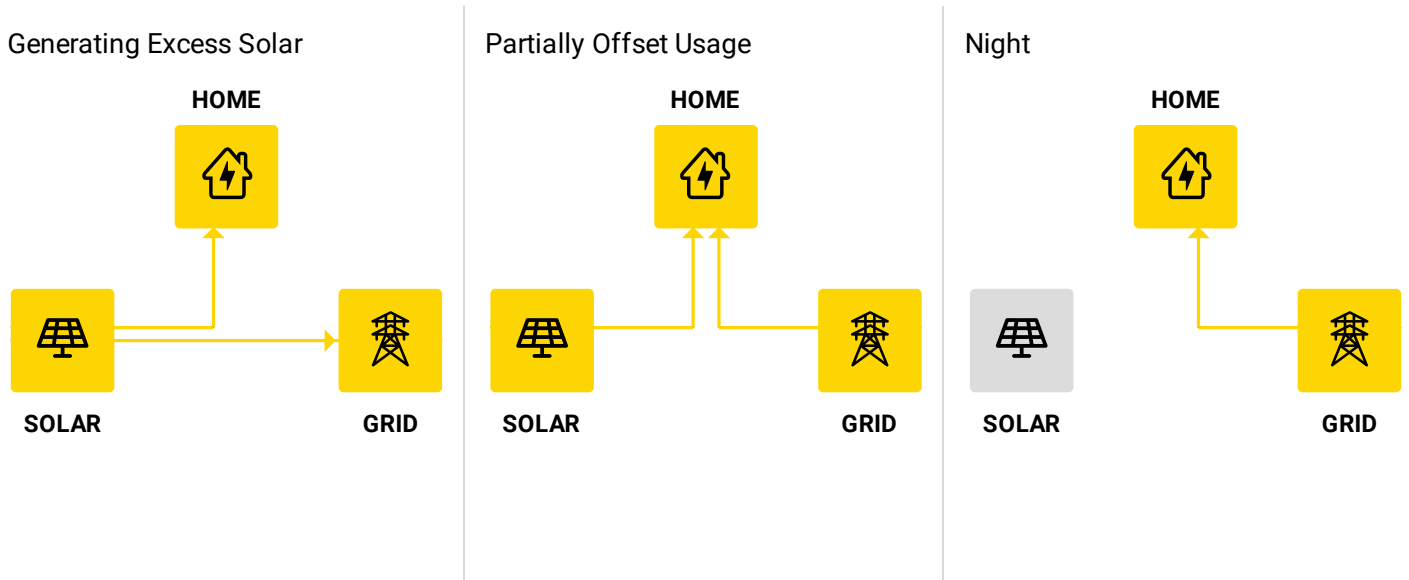 Generating Excess Solar
HOME
SOLAR
GRID
Partially Offset Usage
HOME
SOLAR
GRID
Night
HOME
SOLAR
GRID